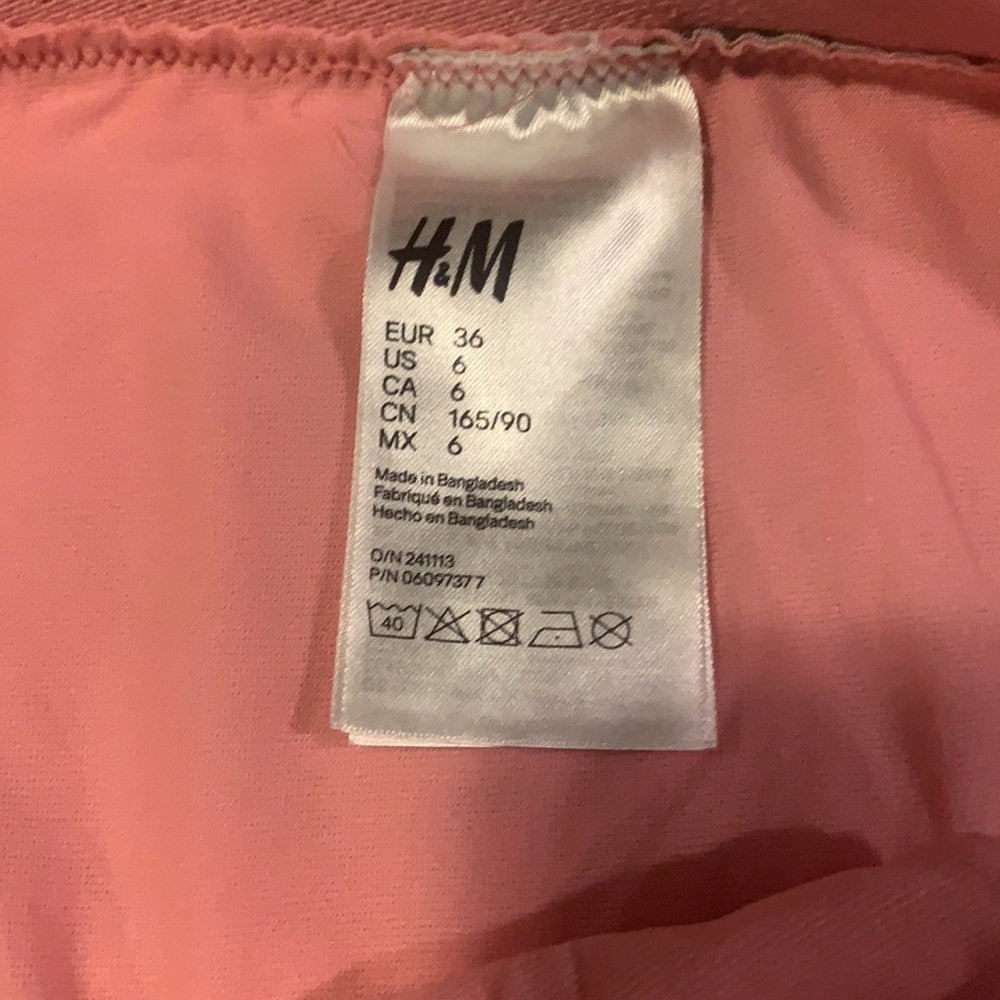 H&M
EUR 36
US 6
CA 6
CN 165/90
MX 6
Made in Bangladesh
Fabriqué en Bangladesh
Hecho en Bangladesh
O/N 241113
P/N 06097377
40